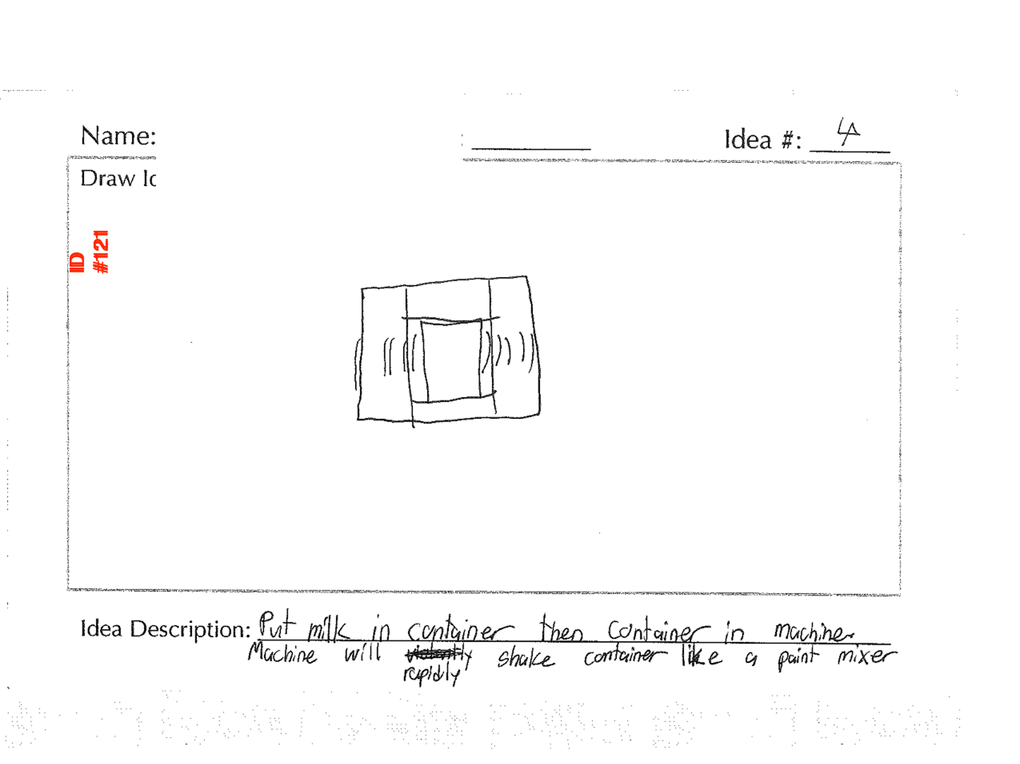 Name:
Idea #: 4
Draw Ic
ID
#121
Idea Description: Put milk in container then container in machine
Machine will shake container like a paint mixer
rapidly